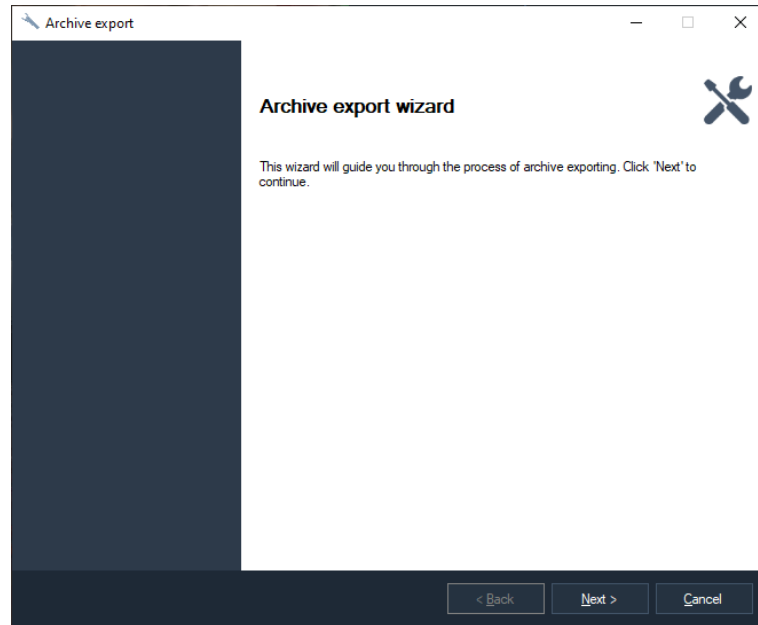 Archive export
Archive export wizard
This wizard will guide you through the process of archive exporting. Click 'Next' to
continue.
< Back
Next >
Cancel